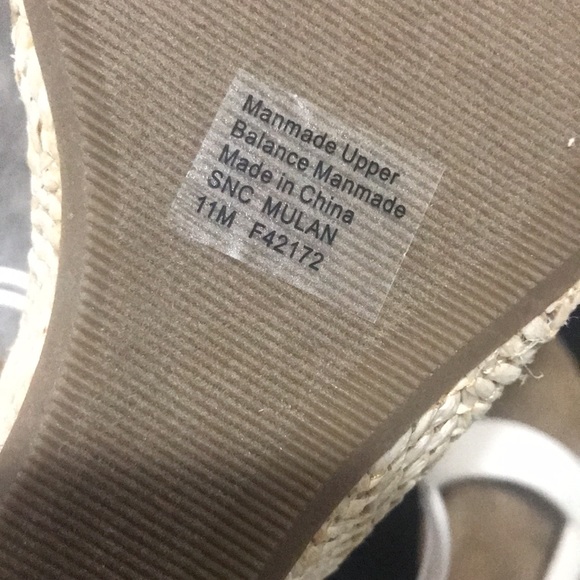 Manmade Upper
Balance Manmade
Made in China
SNC MULAN
11M F42172